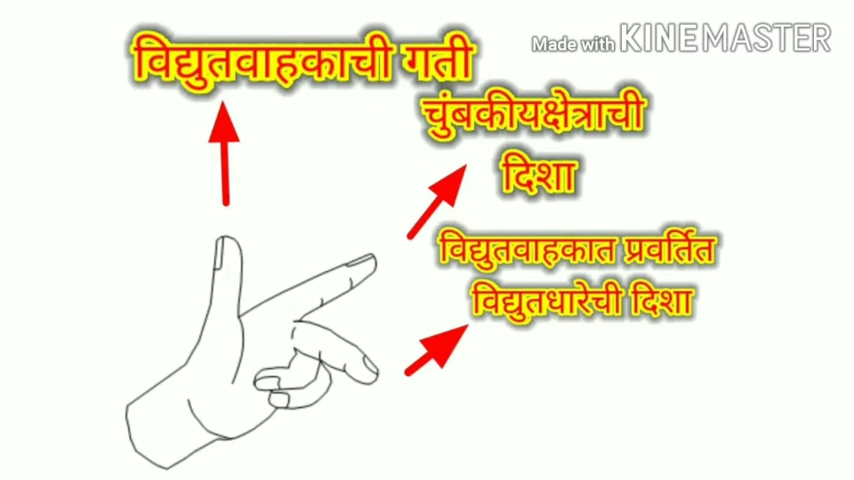 Made with KINEMASTER
विद्युतवाहकाची गती
चुंबकीयक्षेत्राची
दिशा
विद्युतवाहकात प्रवर्तित
विद्युतधारेची दिशा